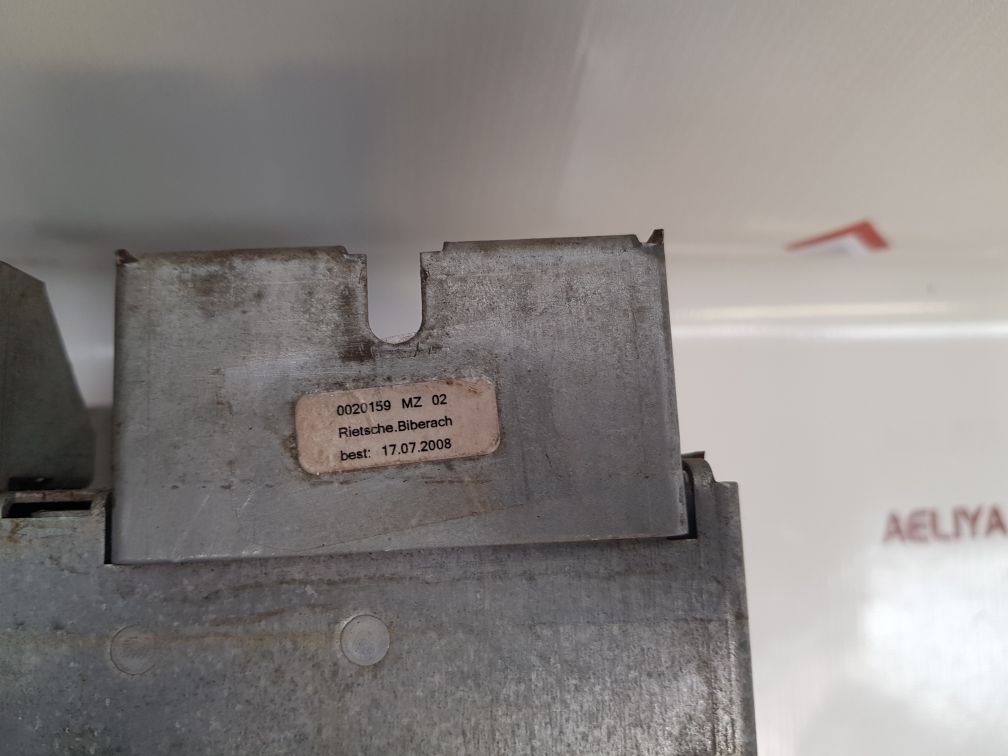 0020159 MZ 02
Rietsche.Biberach
best: 17.07.2008
AELIYA